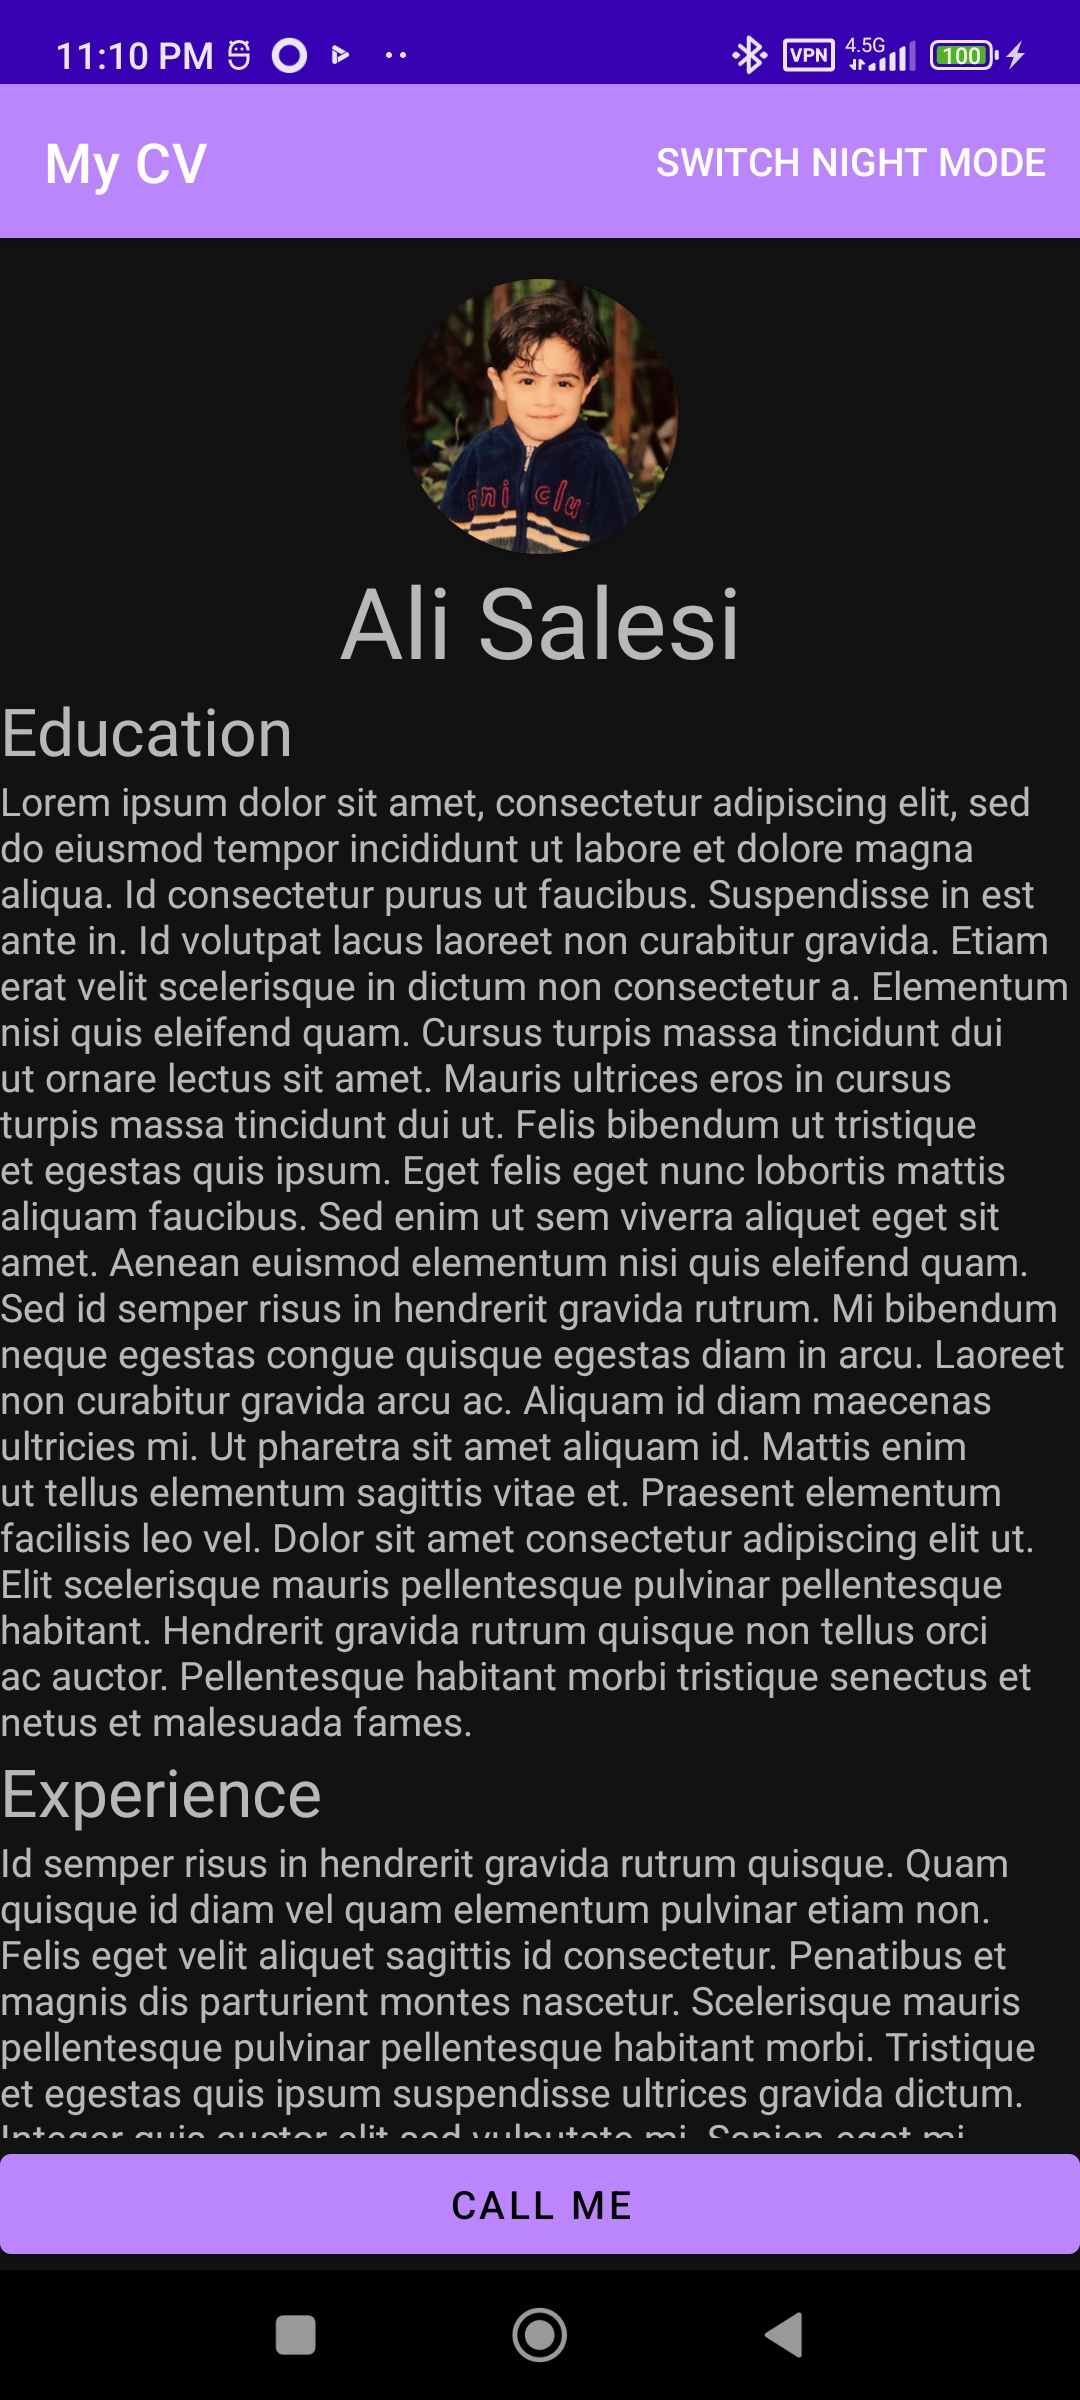 11:10 PM
VPN 4.5G 100
My CV
SWITCH NIGHT MODE
Ali Salesi
Education
Lorem ipsum dolor sit amet, consectetur adipiscing elit, sed
do eiusmod tempor incididunt ut labore et dolore magna
aliqua. Id consectetur purus ut faucibus. Suspendisse in est
ante in. Id volutpat lacus laoreet non curabitur gravida. Etiam
erat velit scelerisque in dictum non consectetur a. Elementum
nisi quis eleifend quam. Cursus turpis massa tincidunt dui
ut ornare lectus sit amet. Mauris ultrices eros in cursus
turpis massa tincidunt dui ut. Felis bibendum ut tristique
et egestas quis ipsum. Eget felis eget nunc lobortis mattis
aliquam faucibus. Sed enim ut sem viverra aliquet eget sit
amet. Aenean euismod elementum nisi quis eleifend quam.
Sed id semper risus in hendrerit gravida rutrum. Mi bibendum
neque egestas congue quisque egestas diam in arcu. Laoreet
non curabitur gravida arcu ac. Aliquam id diam maecenas
ultricies mi. Ut pharetra sit amet aliquam id. Mattis enim
ut tellus elementum sagittis vitae et. Praesent elementum
facilisis leo vel. Dolor sit amet consectetur adipiscing elit ut.
Elit scelerisque mauris pellentesque pulvinar pellentesque
habitant. Hendrerit gravida rutrum quisque non tellus orci
ac auctor. Pellentesque habitant morbi tristique senectus et
netus et malesuada fames.
Experience
Id semper risus in hendrerit gravida rutrum quisque. Quam
quisque id diam vel quam elementum pulvinar etiam non.
Felis eget velit aliquet sagittis id consectetur. Penatibus et
magnis dis parturient montes nascetur. Scelerisque mauris
pellentesque pulvinar pellentesque habitant morbi. Tristique
et egestas quis ipsum suspendisse ultrices gravida dictum.
Integer quis auctor elit sed vulputate mi. Sapien eget mi
CALL ME